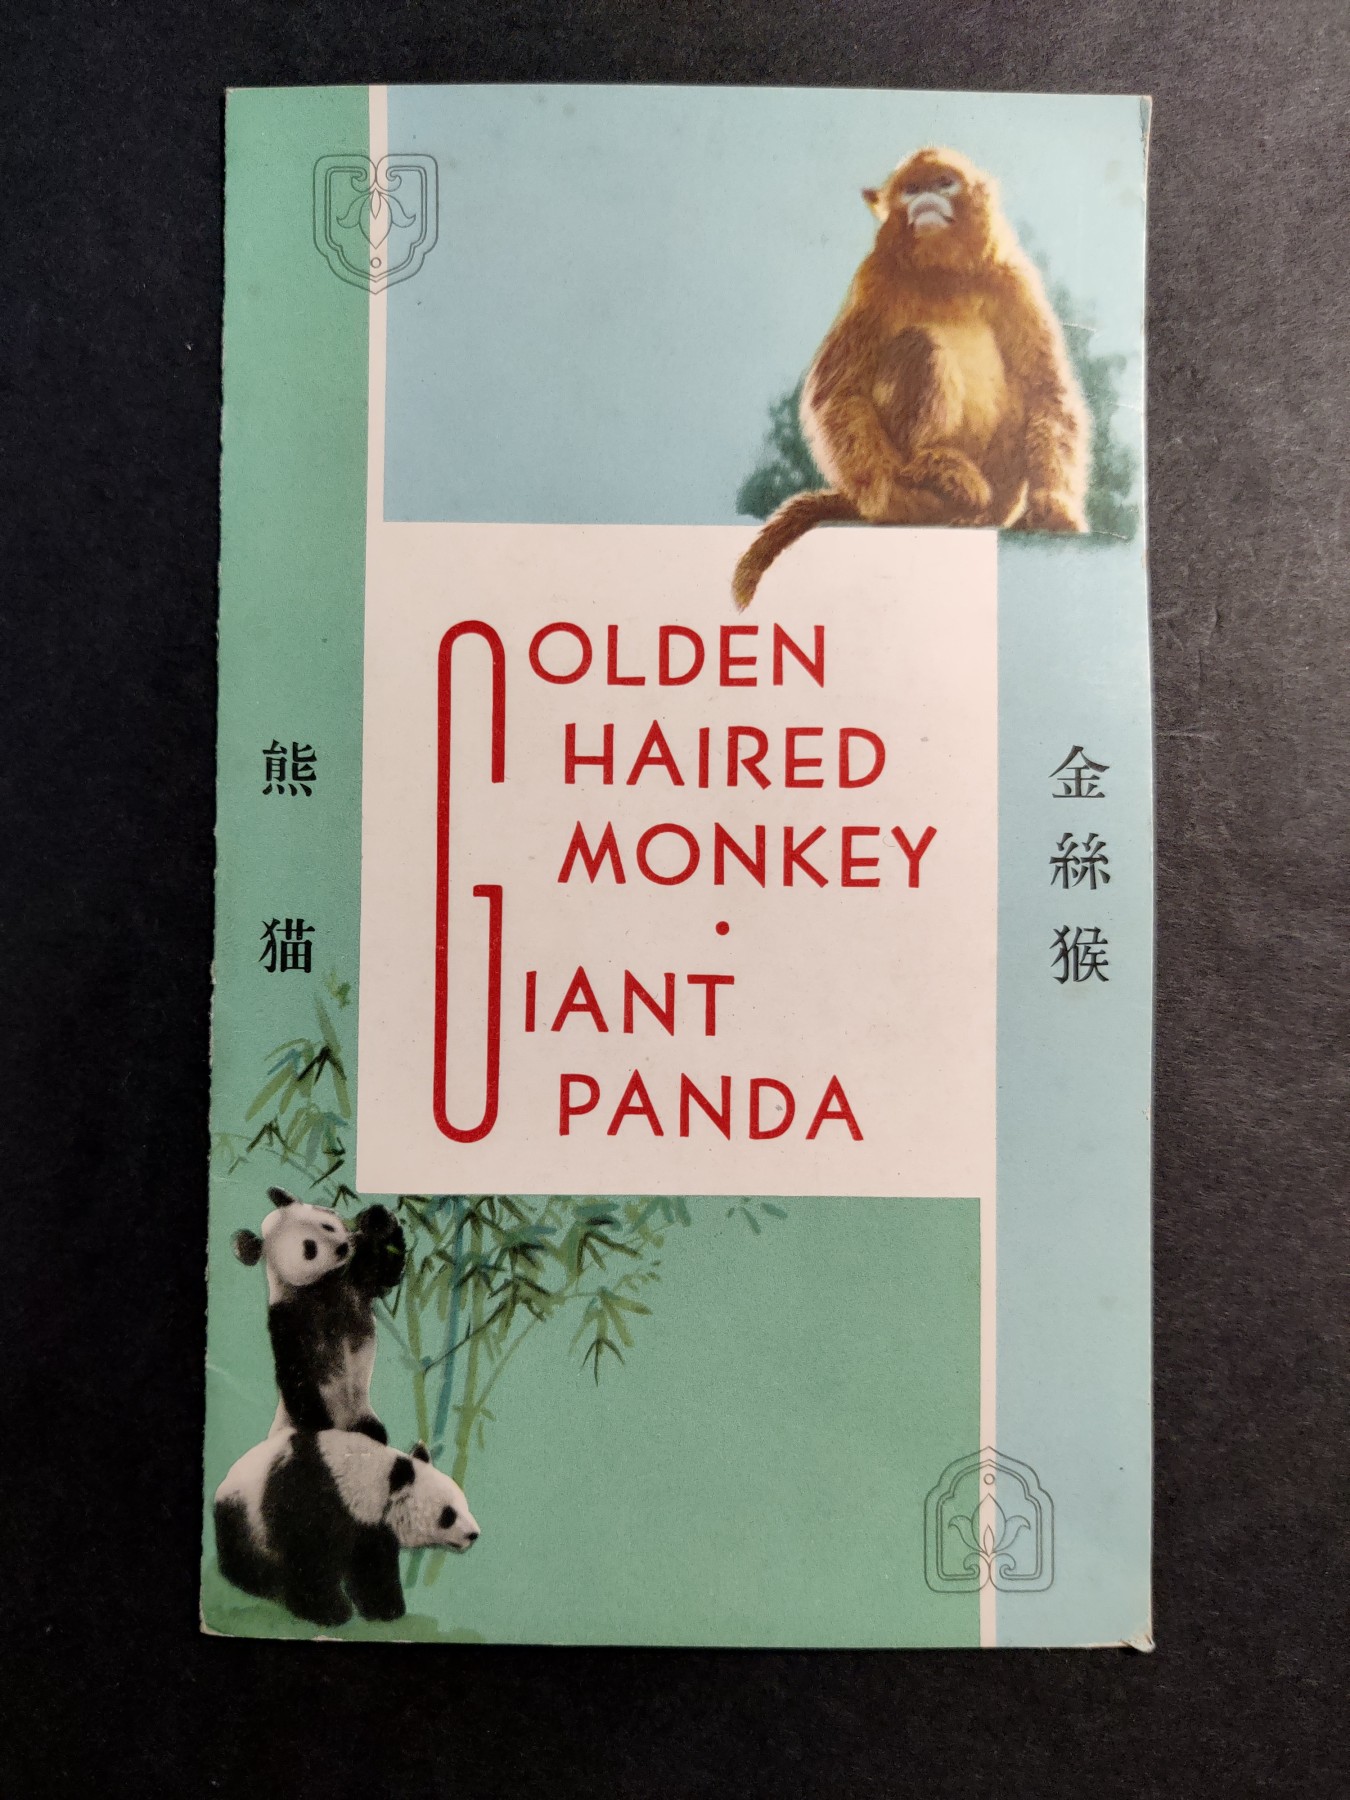 GOLDEN
HAIRED
MONKEY
·
GIANT
PANDA
熊猫
金絲猴